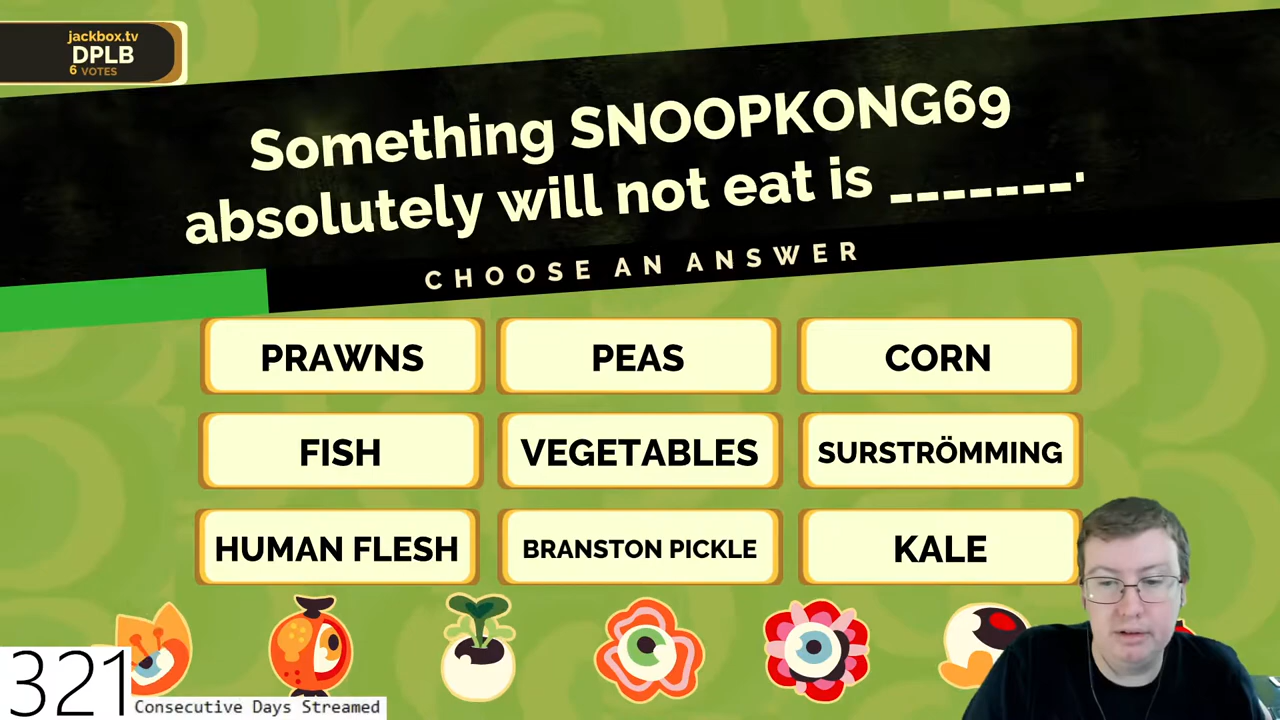 jackbox.tv
DPLB
6 VOTES
Something SNOOPKONG69
absolutely will not eat is _______.
CHOOSE AN ANSWER
PRAWNS
PEAS
CORN
FISH
VEGETABLES
SURSTRÖMMING
HUMAN FLESH
BRANSTON PICKLE
KALE
321
Consecutive Days Streamed